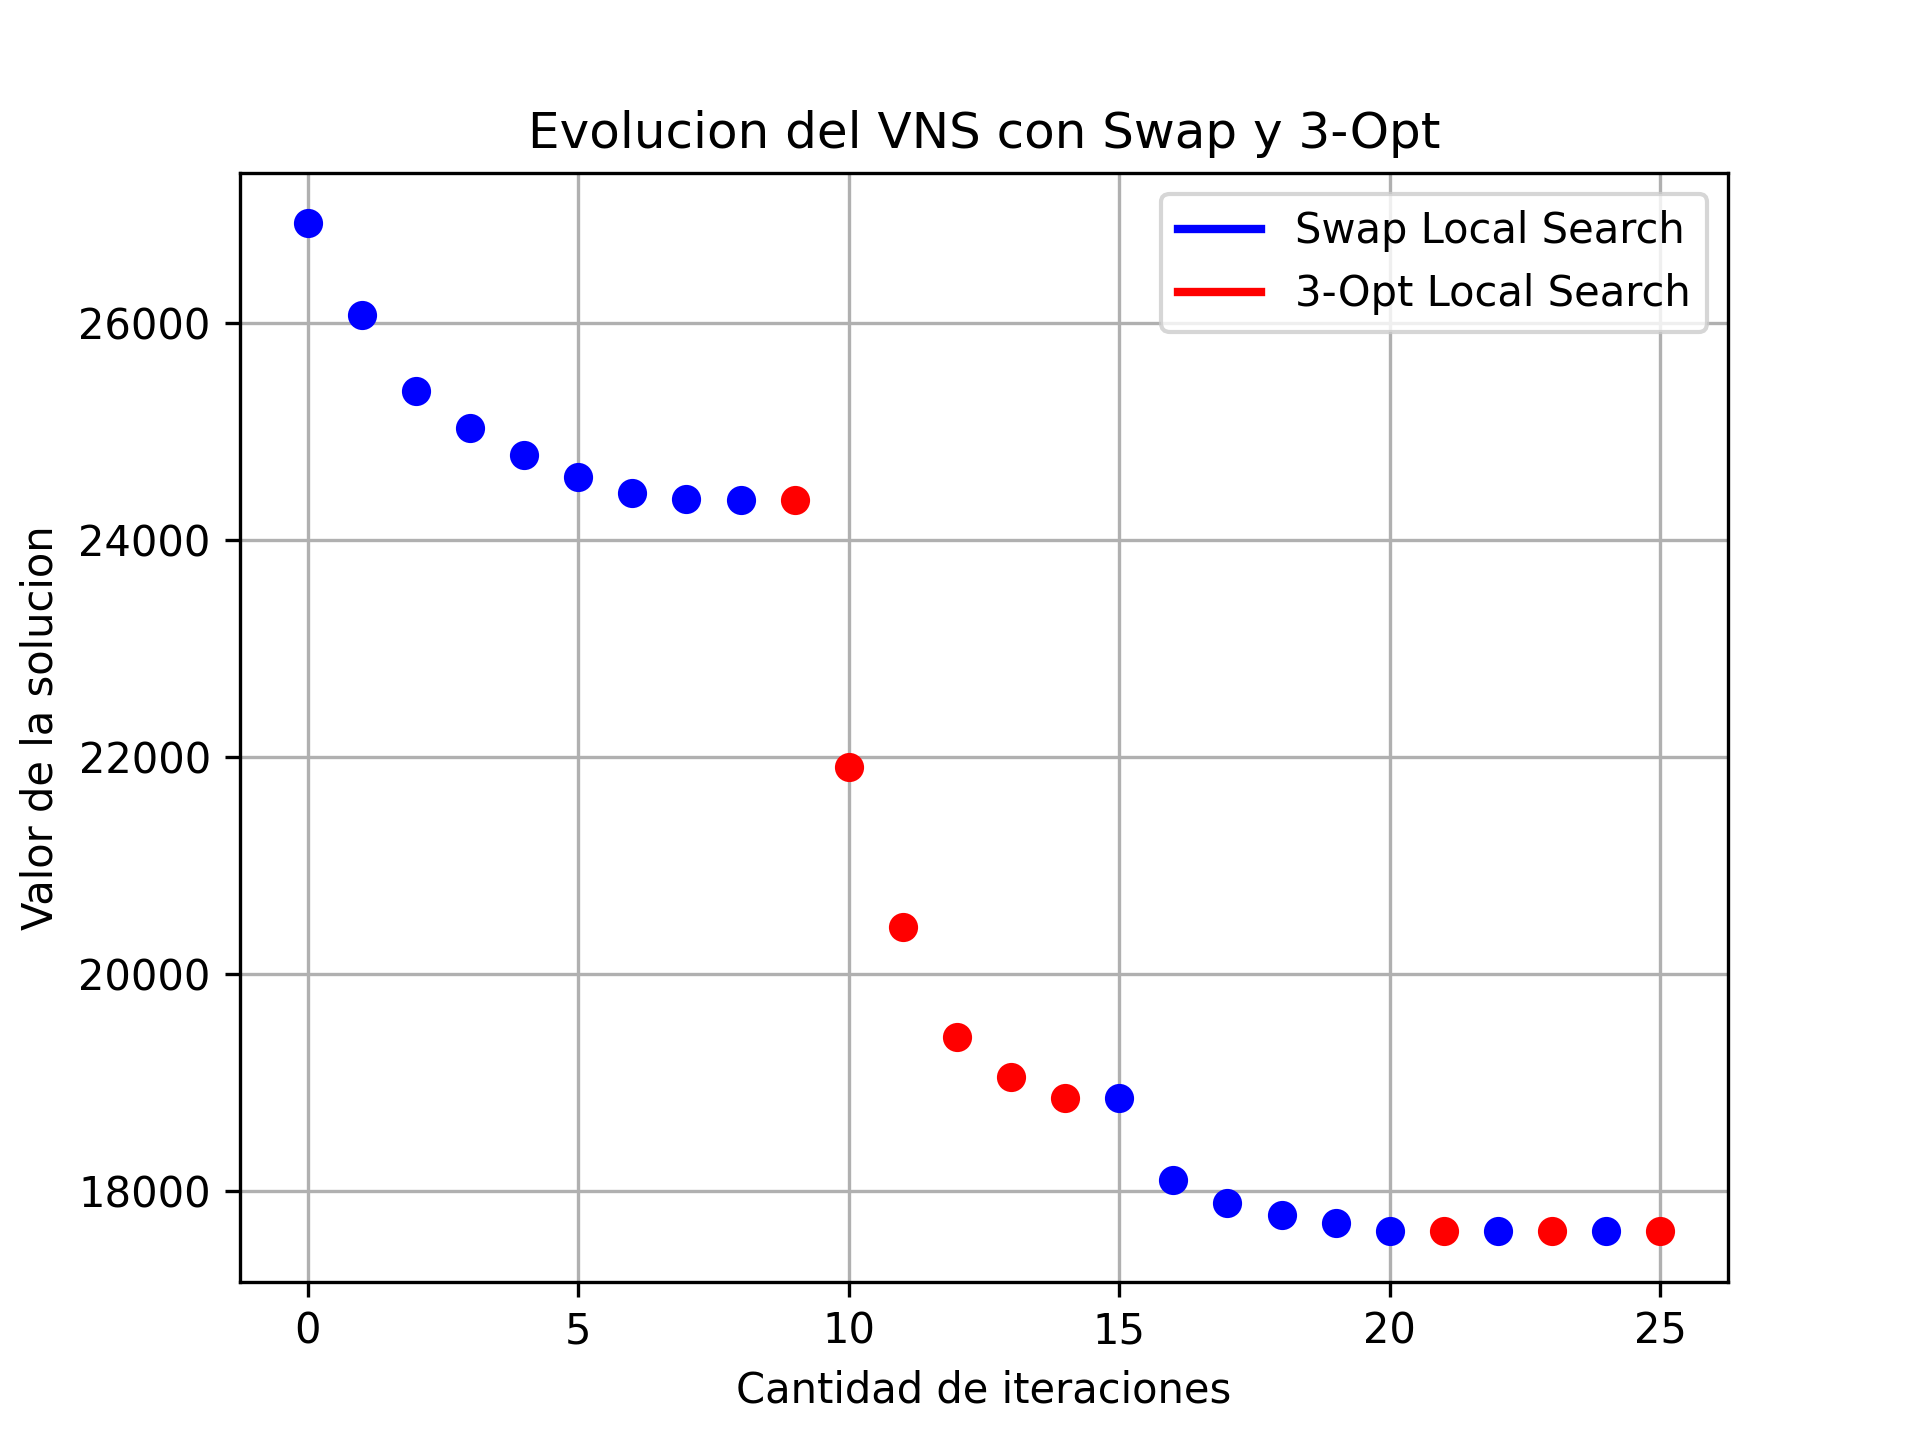 Evolucion del VNS con Swap y 3-Opt
Swap Local Search
3-Opt Local Search
26000
24000
22000
20000
18000
Valor de la solucion
0 5 10 15 20 25
Cantidad de iteraciones